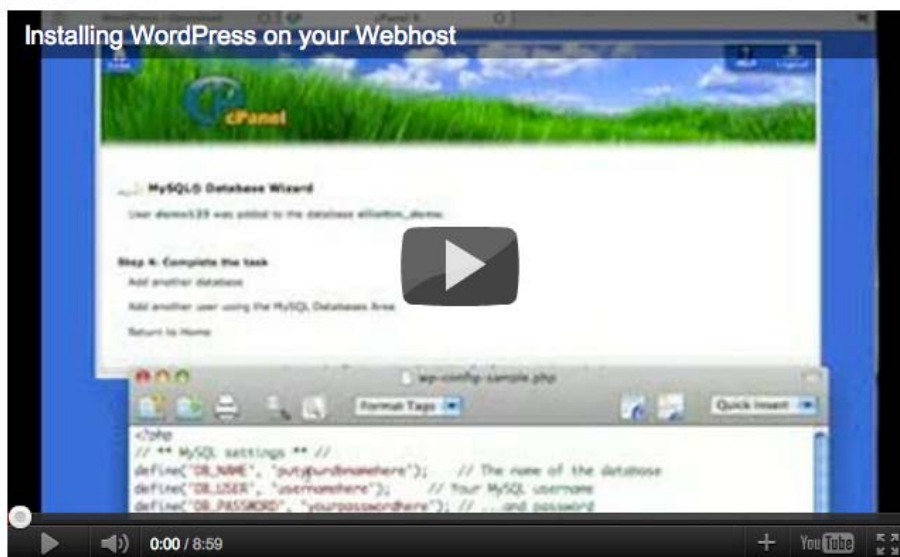 Installing WordPress on your Webhost
cPanel X
HELP
Logout
cPanel
MySQL® Database Wizard
User demo123 was added to the database
Step 4: Complete the task
Add another database
Add another user using the MySQL Databases Area
Return to Home
wp-config-sample.php
Format Tags
Quick Insert
<?php
// ** MySQL settings ** //
define('DB_NAME', 'putyourdbnamehere'); // The name of the database
define('DB_USER', 'usernamehere'); // Your MySQL username
define('DB_PASSWORD', 'yourpasswordhere'); // ...and password
0:00 / 8:59
YouTube